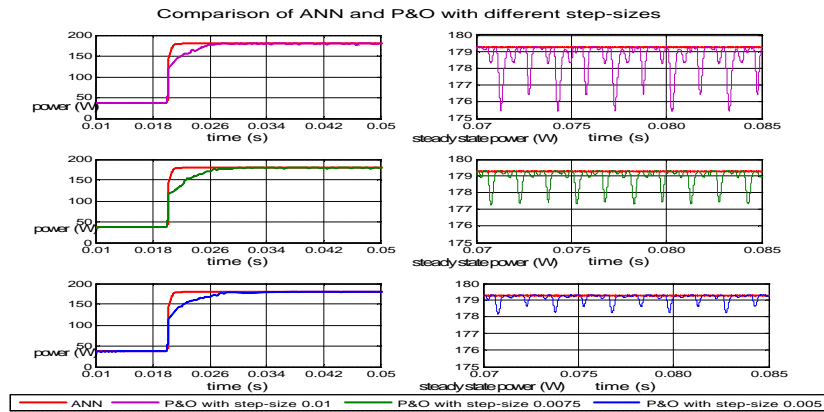 Comparison of ANN and P&O with different step-sizes
200
150
100
50
0
power (W)
0.01 0.018 0.026 0.034 0.042 0.05
time (s)
180
179
178
177
176
175
0.07 0.075 0.080 0.085
steady state power (W) time (s)
200
150
100
50
0
power (W)
0.01 0.018 0.026 0.034 0.042 0.05
time (s)
180
179
178
177
176
175
0.07 0.075 0.080 0.085
steady state power (W) time (s)
200
150
100
50
0
power (W)
0.01 0.018 0.026 0.034 0.042 0.05
time (s)
180
179
178
177
176
175
0.07 0.075 0.080 0.085
steady state power (W) time (s)
ANN P&O with step-size 0.01 P&O with step-size 0.0075 P&O with step-size 0.005